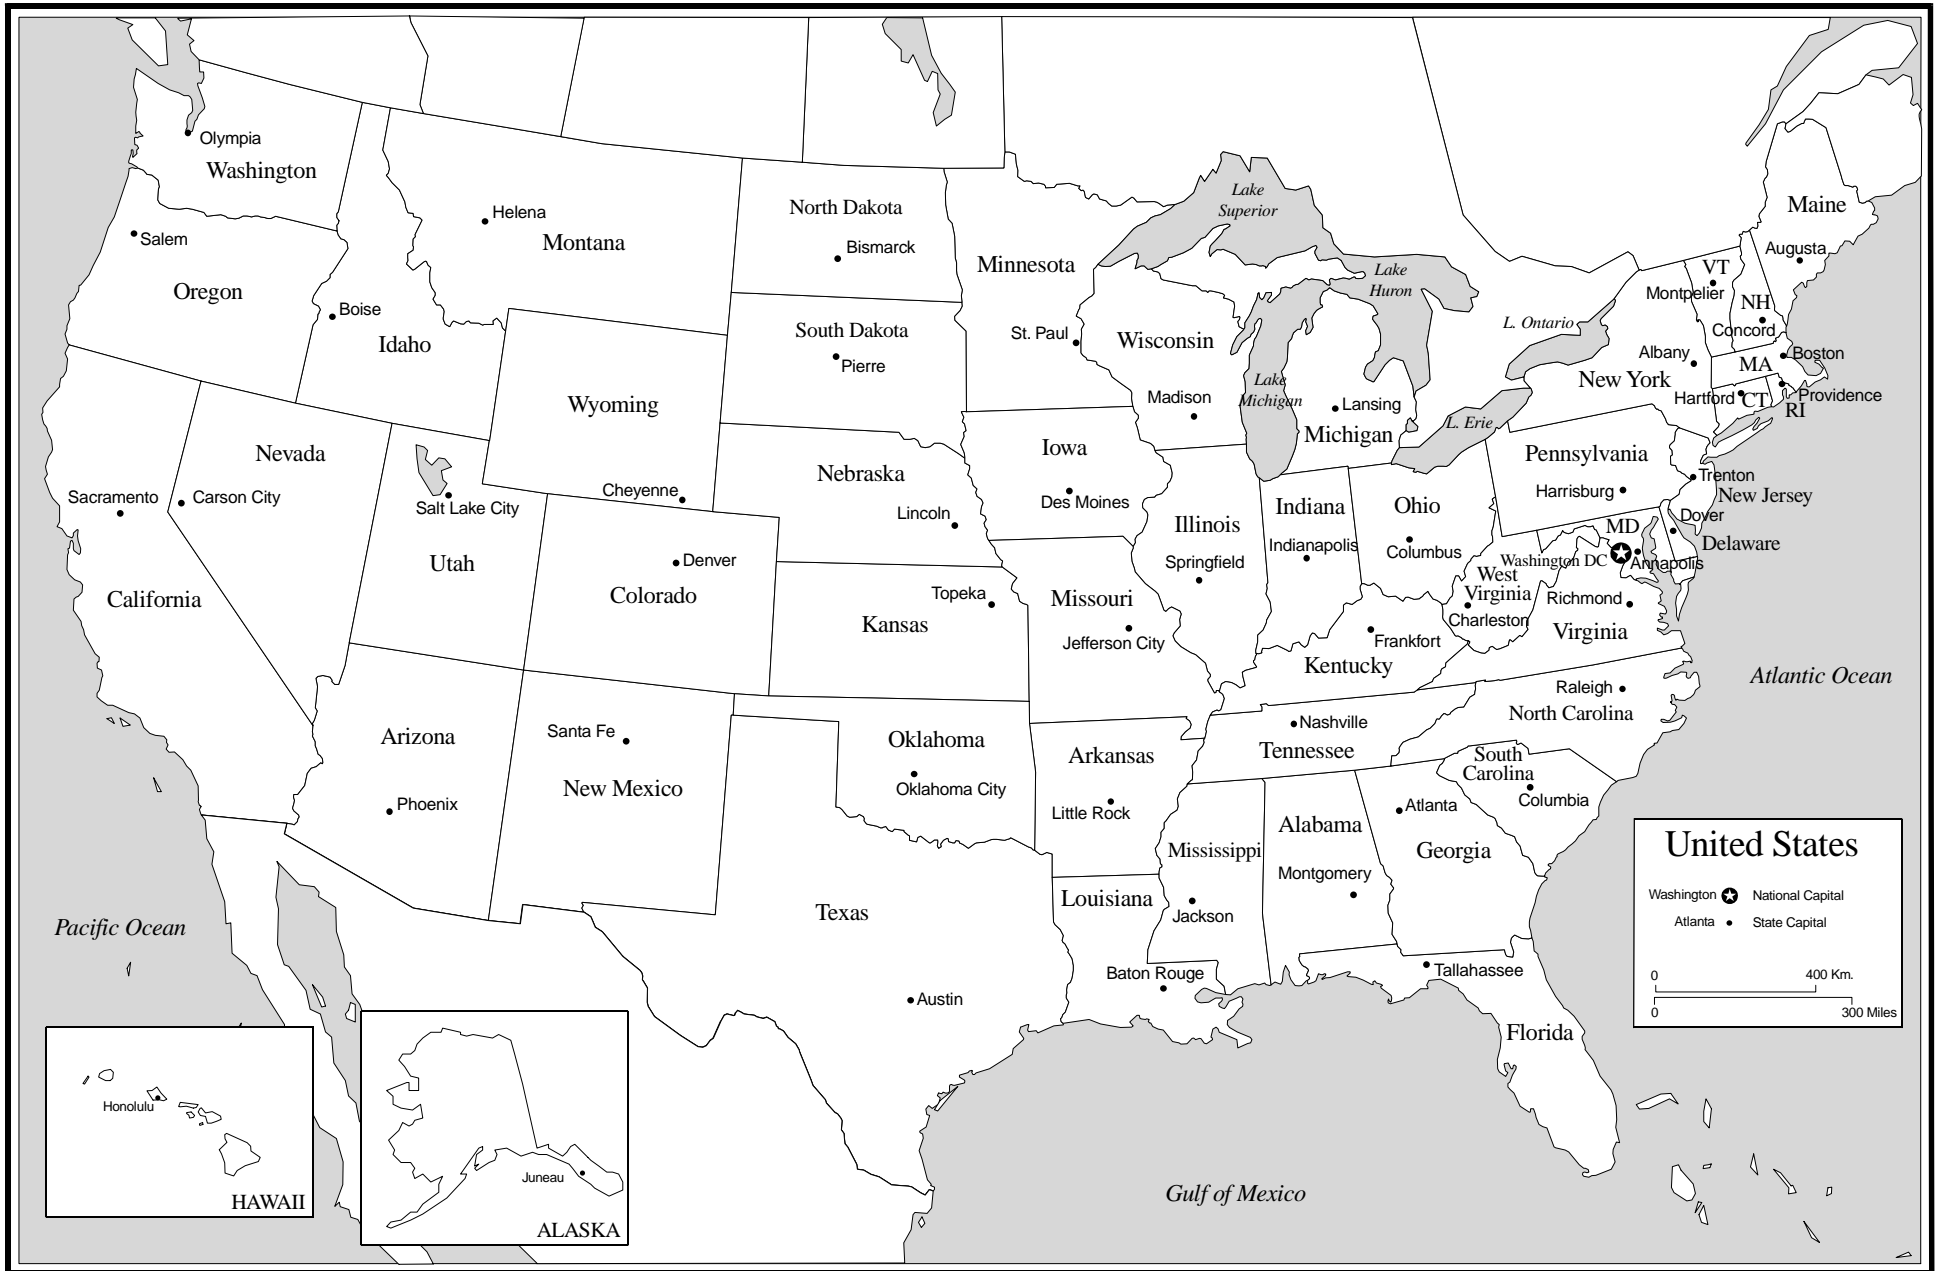 Olympia
Washington
Helena
Montana
North Dakota
Bismarck
Minnesota
St. Paul
Lake
Superior
Lake
Huron
Maine
Augusta
VT
Montpelier
NH
Concord
Salem
Oregon
Boise
Idaho
South Dakota
Pierre
Wisconsin
Madison
Lake
Michigan
Lansing
Michigan
L. Ontario
L. Erie
Albany
New York
MA
Boston
Hartford
CT
RI
Providence
Wyoming
Cheyenne
Nevada
Carson City
Sacramento
California
Salt Lake City
Utah
Denver
Colorado
Nebraska
Lincoln
Iowa
Des Moines
Illinois
Springfield
Indiana
Indianapolis
Ohio
Columbus
Pennsylvania
Harrisburg
Trenton
New Jersey
MD
Dover
Delaware
Washington DC
Annapolis
West
Virginia
Charleston
Richmond
Virginia
Topeka
Kansas
Missouri
Jefferson City
Frankfort
Kentucky
Atlantic Ocean
Raleigh
North Carolina
Nashville
Tennessee
Arizona
Phoenix
Santa Fe
New Mexico
Oklahoma
Oklahoma City
Arkansas
Little Rock
South
Carolina
Columbia
Atlanta
Georgia
Alabama
Montgomery
Mississippi
Jackson
Louisiana
Baton Rouge
Texas
Austin
Tallahassee
Florida
Pacific Ocean
Gulf of Mexico
Honolulu
HAWAII
Juneau
ALASKA
United States
Washington National Capital
Atlanta State Capital
0 400 Km.
0 300 Miles